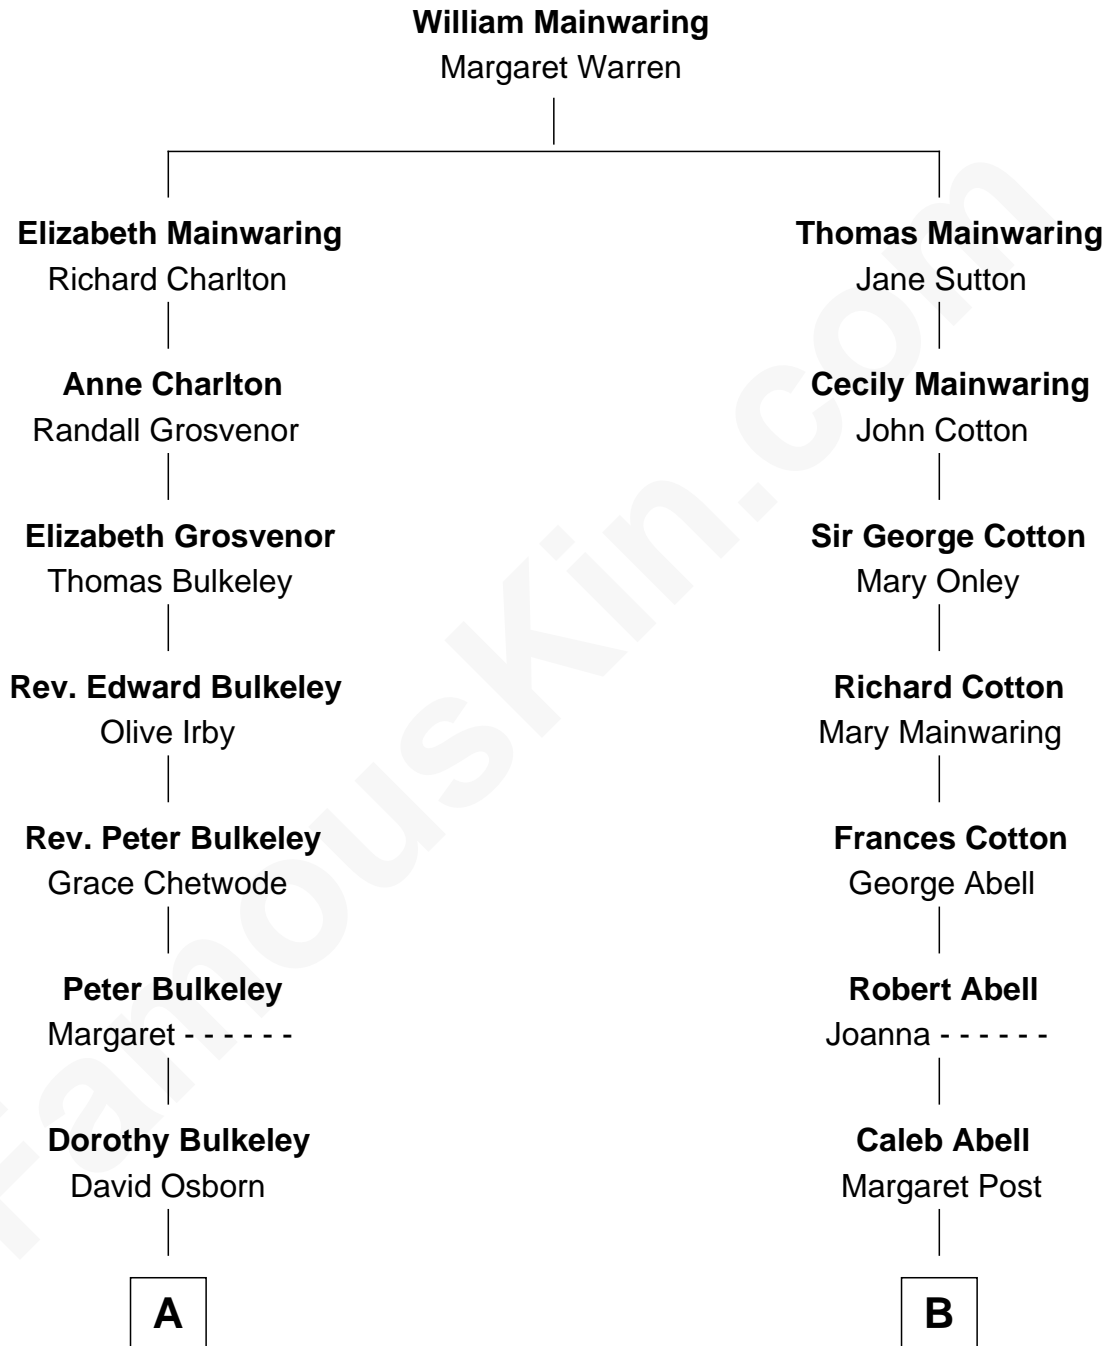 William Mainwaring
Margaret Warren
Elizabeth Mainwaring
Richard Charlton
Thomas Mainwaring
Jane Sutton
Anne Charlton
Randall Grosvenor
Cecily Mainwaring
John Cotton
Elizabeth Grosvenor
Thomas Bulkeley
Sir George Cotton
Mary Onley
Rev. Edward Bulkeley
Olive Irby
Richard Cotton
Mary Mainwaring
Rev. Peter Bulkeley
Grace Chetwode
Frances Cotton
George Abell
Peter Bulkeley
Margaret - - - - - -
Robert Abell
Joanna - - - - - -
Dorothy Bulkeley
David Osborn
Caleb Abell
Margaret Post
A
B
FamousKin.com